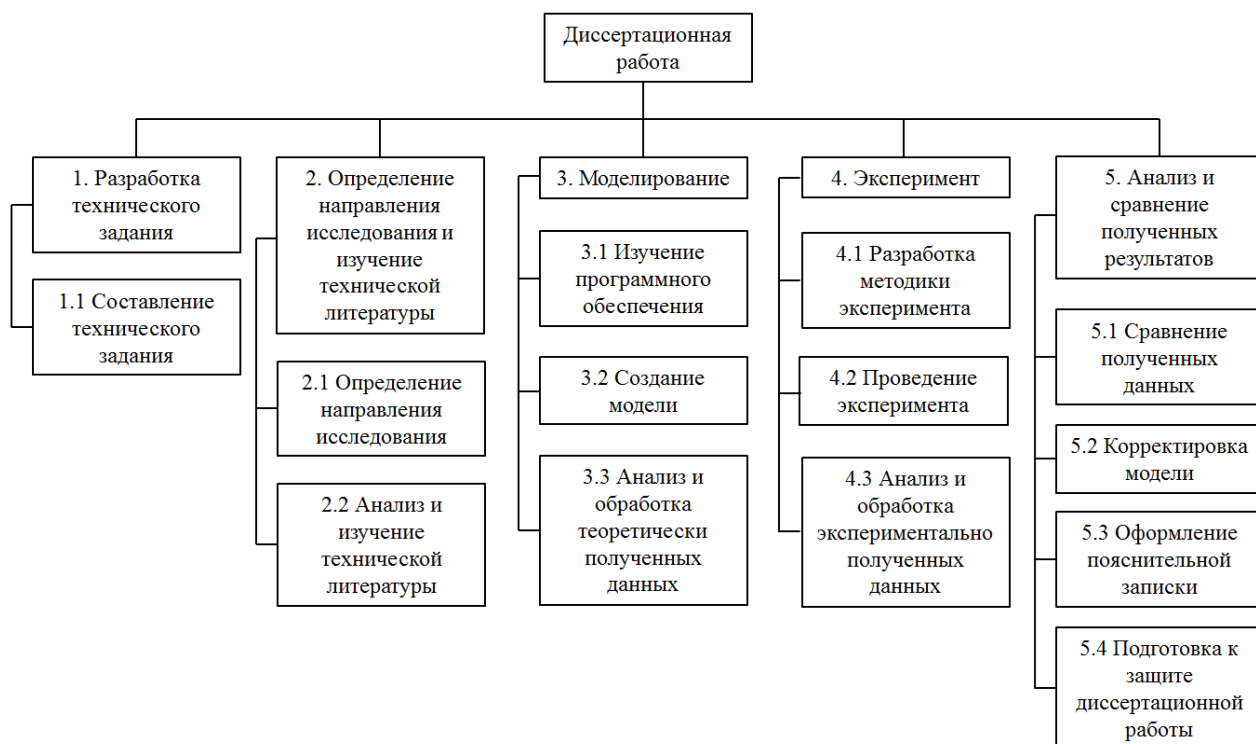 Диссертационная
работа
1. Разработка
технического
задания
1.1 Составление
технического
задания
2. Определение
направления
исследования и
изучение
технической
литературы
2.1 Определение
направления
исследования
2.2 Анализ и
изучение
технической
литературы
3. Моделирование
3.1 Изучение
программного
обеспечения
3.2 Создание
модели
3.3 Анализ и
обработка
теоретически
полученных
данных
4. Эксперимент
4.1 Разработка
методики
эксперимента
4.2 Проведение
эксперимента
4.3 Анализ и
обработка
экспериментально
полученных
данных
5. Анализ и
сравнение
полученных
результатов
5.1 Сравнение
полученных
данных
5.2 Корректировка
модели
5.3 Оформление
пояснительной
записки
5.4 Подготовка к
защите
диссертационной
работы